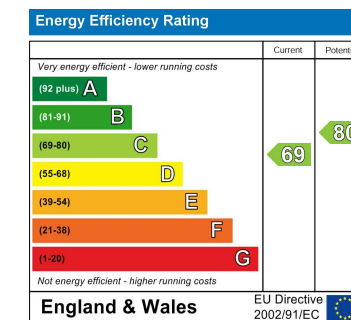 Energy Efficiency Rating
Current
Very energy efficient - lower running costs
(92 plus) A
(81-91) B
(69-80) C
(55-68) D
(39-54) E
(21-38) F
(1-20) G
69
80
Not energy efficient - higher running costs
England & Wales
EU Directive
2002/91/EC